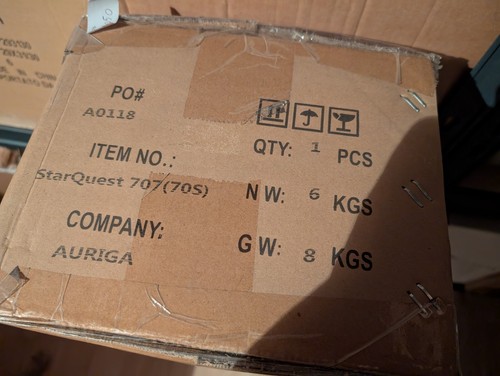 PO#
A0118
ITEM NO.:
StarQuest 707(70S)
COMPANY:
AURIGA
QTY: 1 PCS
N W: 6 KGS
G W: 8 KGS